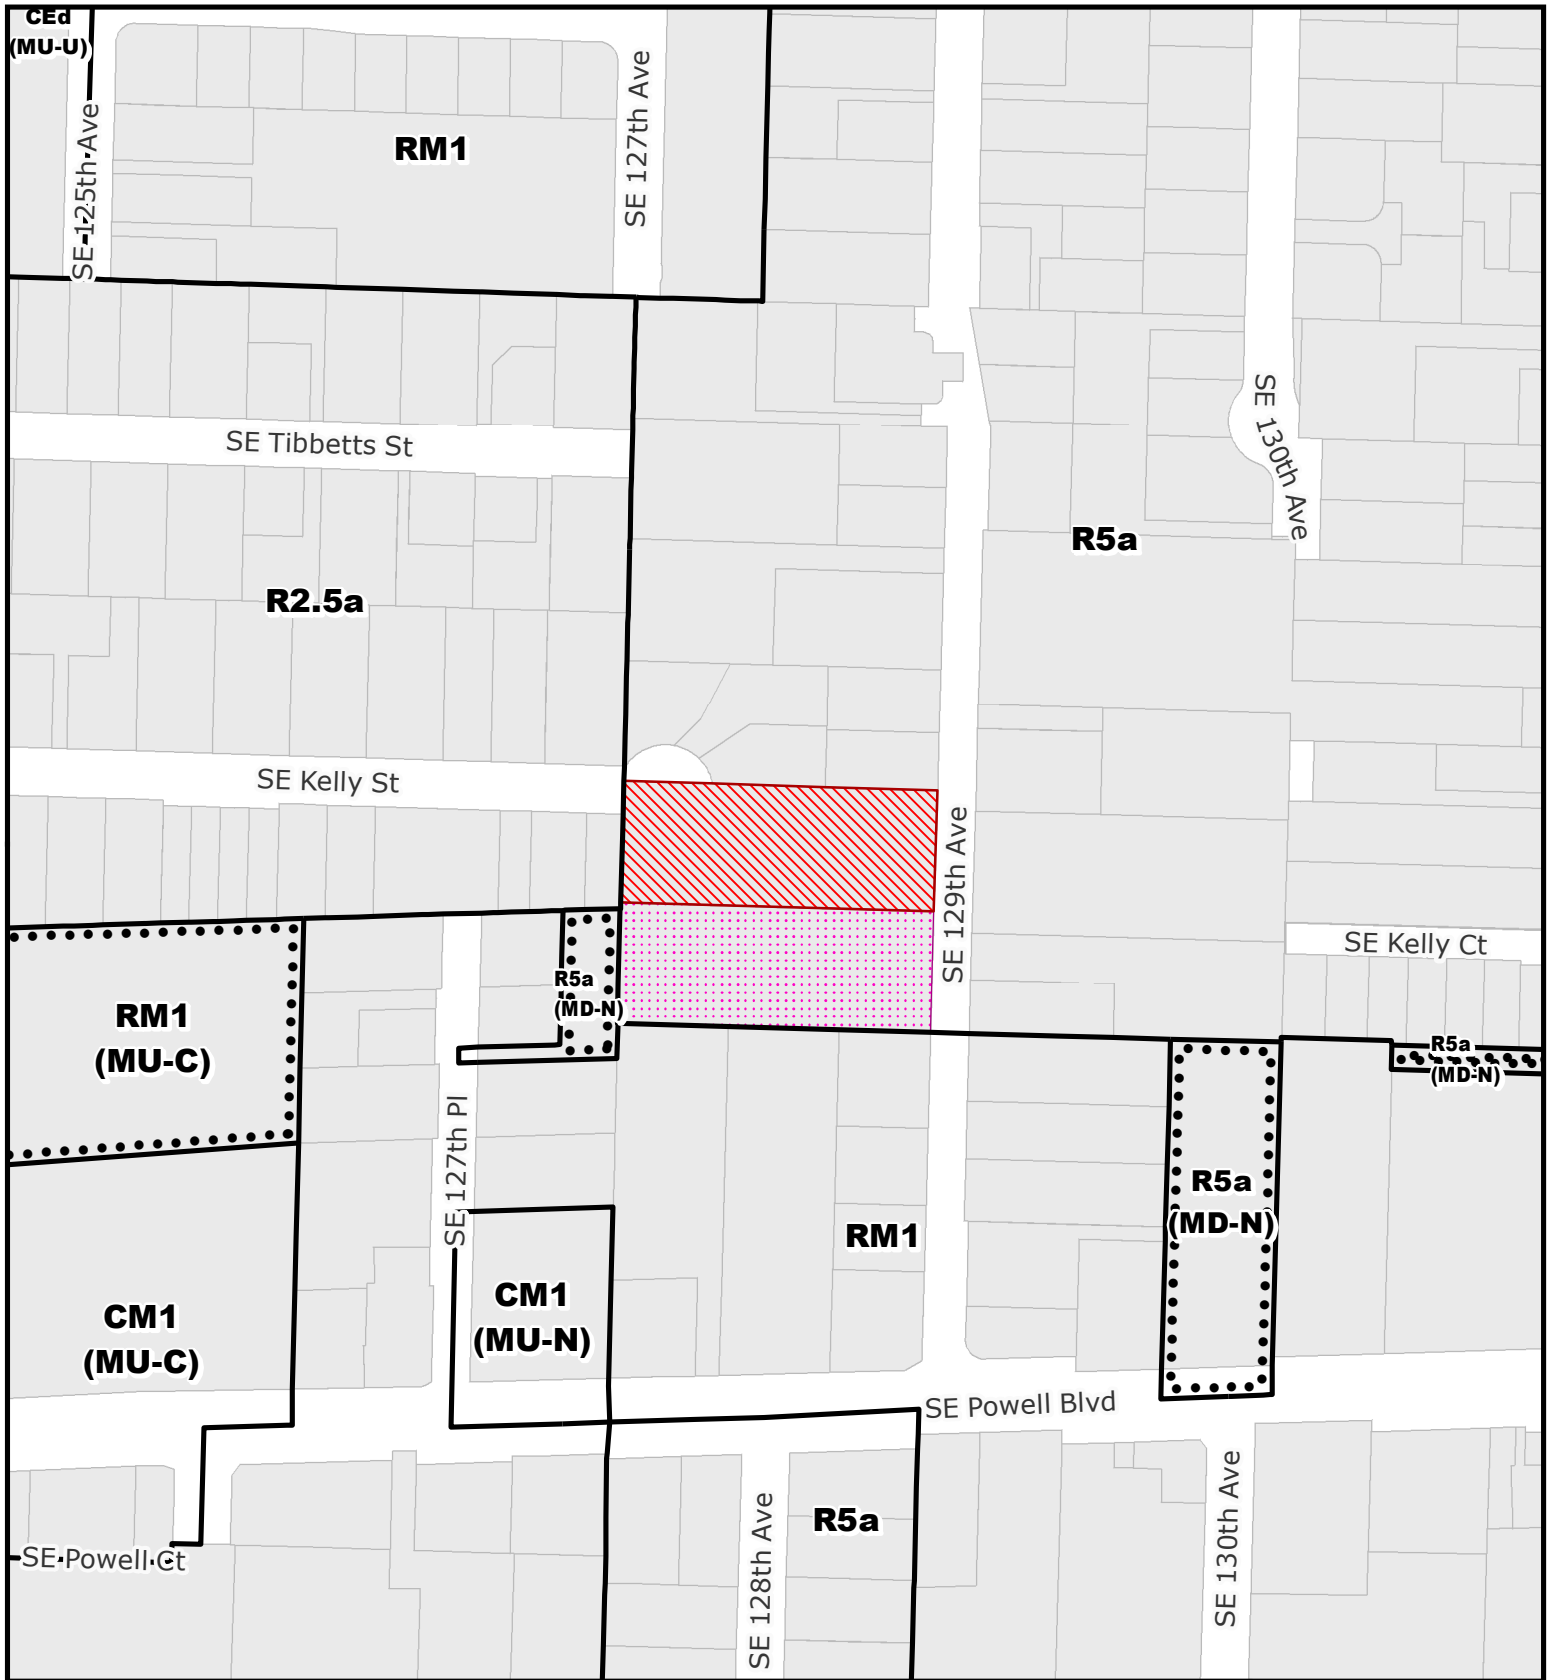 CEd
(MU-U)
SE 125th Ave
SE 127th Ave
RM1
SE 130th Ave
SE Tibbetts St
R5a
R2.5a
SE Kelly St
SE 129th Ave
SE Kelly Ct
R5a
(MD-N)
RM1
(MU-C)
R5a
(MD-N)
SE 127th Pl
R5a
(MD-N)
RM1
CM1
(MU-N)
CM1
(MU-C)
SE Powell Blvd
SE 128th Ave
R5a
SE 130th Ave
SE Powell Ct